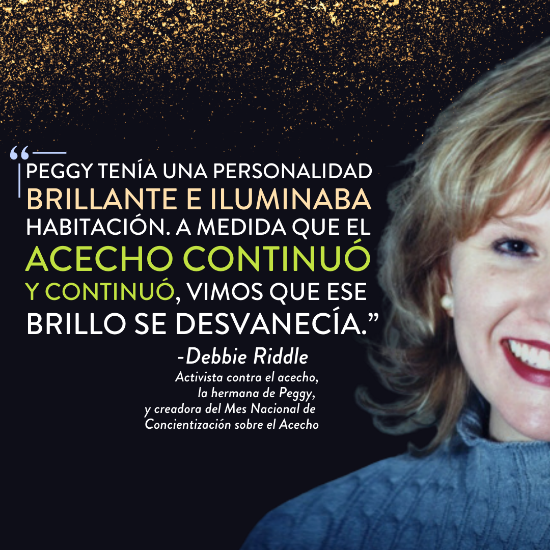 “PEGGY TENÍA UNA PERSONALIDAD
BRILLANTE E ILUMINABA
HABITACIÓN. A MEDIDA QUE EL
ACECHO CONTINUÓ
Y CONTINUÓ, VIMOS QUE ESE
BRILLO SE DESVANECÍA.”
-Debbie Riddle
Activista contra el acecho,
la hermana de Peggy,
y creadora del Mes Nacional de
Concientización sobre el Acecho